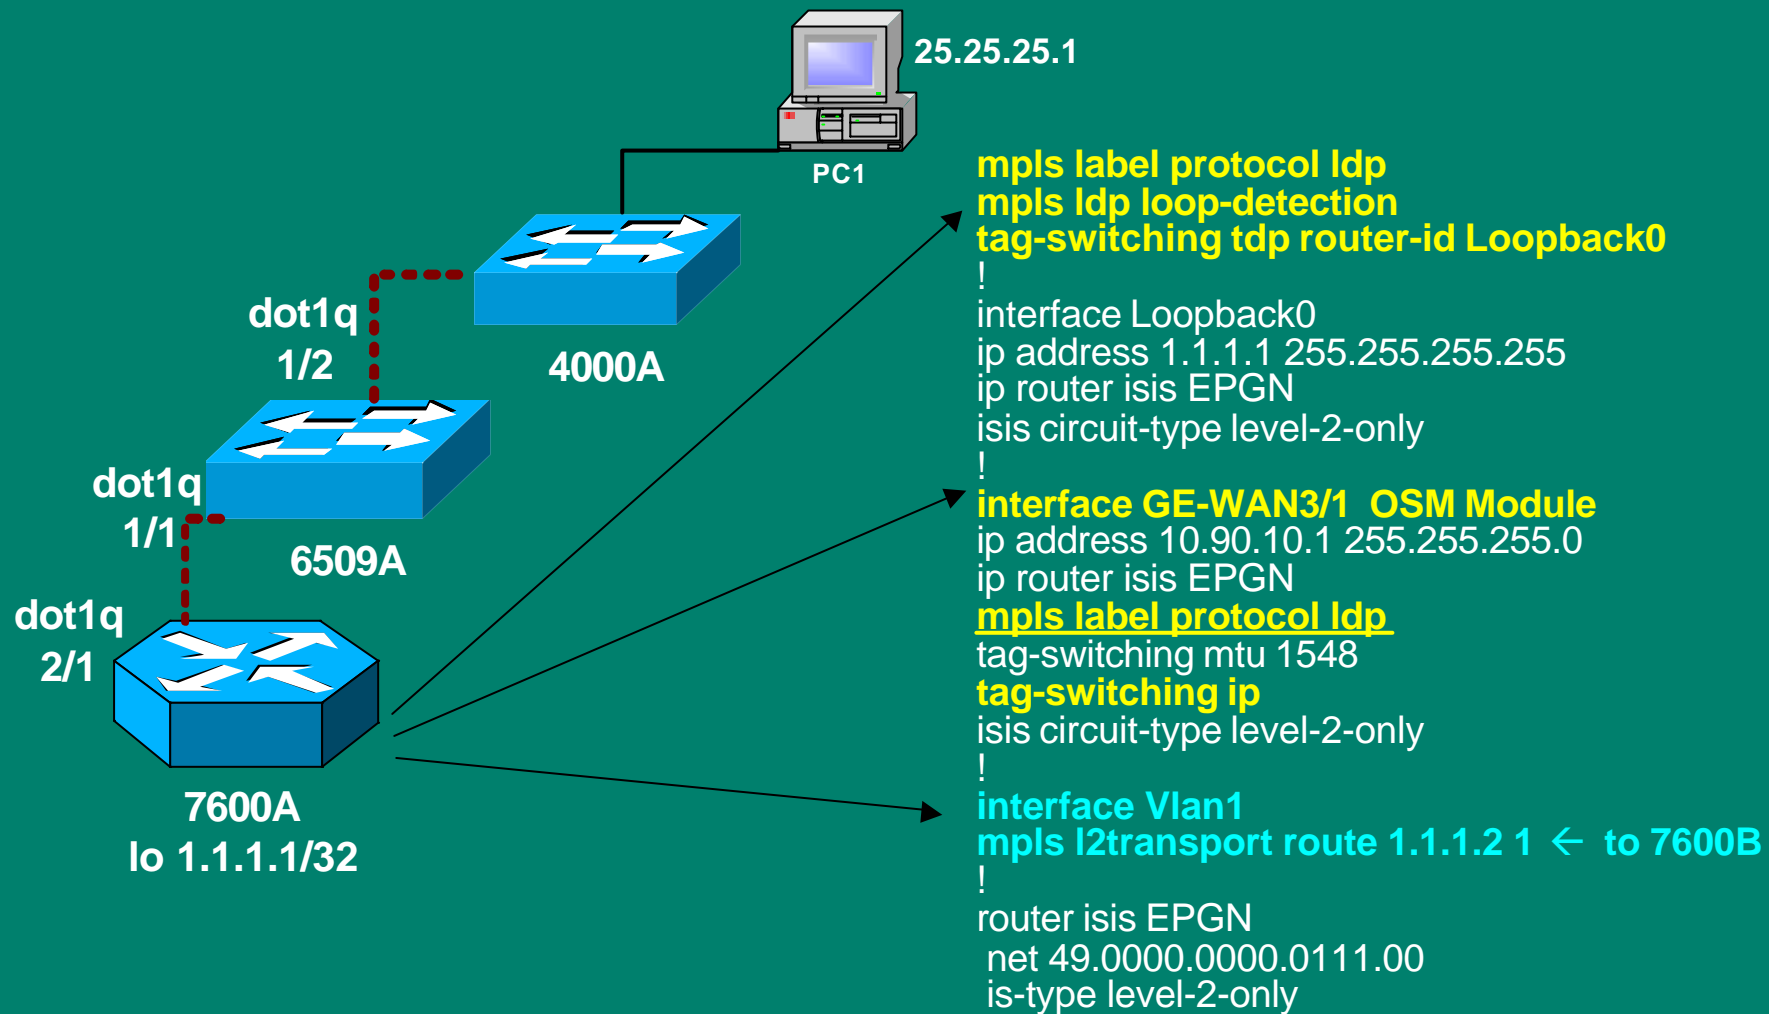 25.25.25.1
PC1
dot1q
1/2
4000A
dot1q
1/1
6509A
dot1q
2/1
7600A
lo 1.1.1.1/32
mpls label protocol ldp
mpls ldp loop-detection
tag-switching tdp router-id Loopback0
!
interface Loopback0
ip address 1.1.1.1 255.255.255.255
ip router isis EPGN
isis circuit-type level-2-only
!
interface GE-WAN3/1  OSM Module
ip address 10.90.10.1 255.255.255.0
ip router isis EPGN
mpls label protocol ldp
tag-switching mtu 1548
tag-switching ip
isis circuit-type level-2-only
!
interface Vlan1
mpls l2transport route 1.1.1.2 1 ← to 7600B
!
router isis EPGN
net 49.0000.0000.0111.00
is-type level-2-only